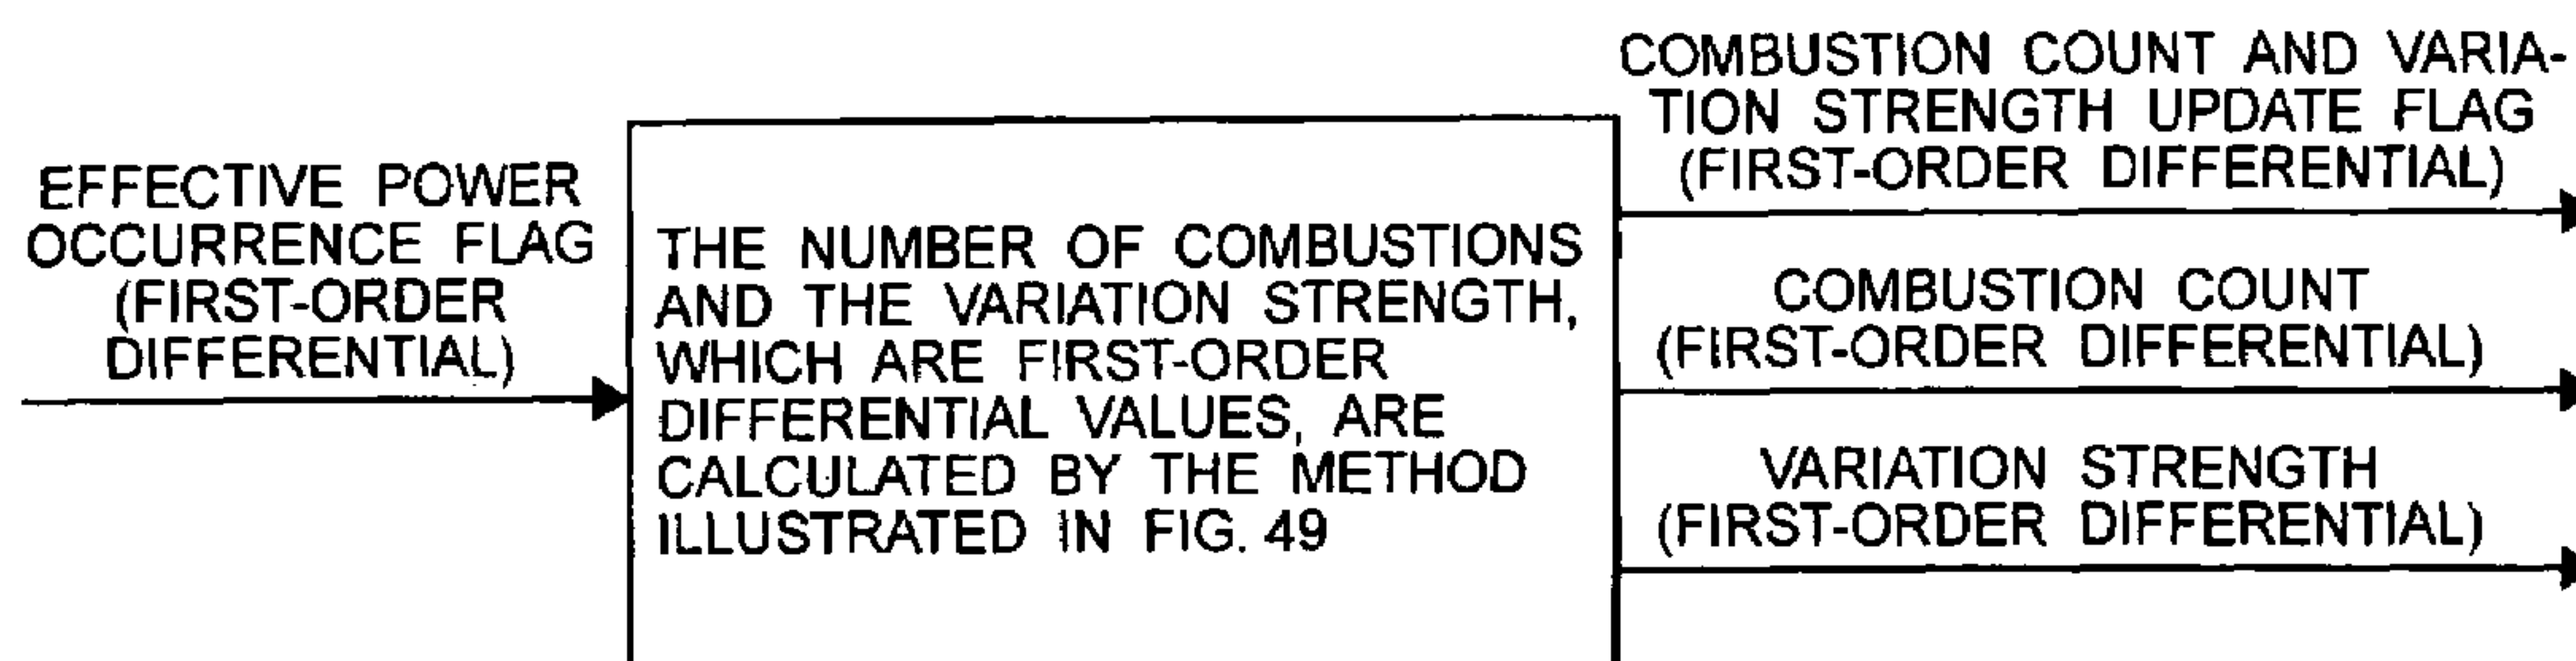 EFFECTIVE POWER
OCCURRENCE FLAG
(FIRST-ORDER
DIFFERENTIAL)
THE NUMBER OF COMBUSTIONS
AND THE VARIATION STRENGTH,
WHICH ARE FIRST-ORDER
DIFFERENTIAL VALUES, ARE
CALCULATED BY THE METHOD
ILLUSTRATED IN FIG. 49
COMBUSTION COUNT AND VARIA-
TION STRENGTH UPDATE FLAG
(FIRST-ORDER DIFFERENTIAL)
COMBUSTION COUNT
(FIRST-ORDER DIFFERENTIAL)
VARIATION STRENGTH
(FIRST-ORDER DIFFERENTIAL)